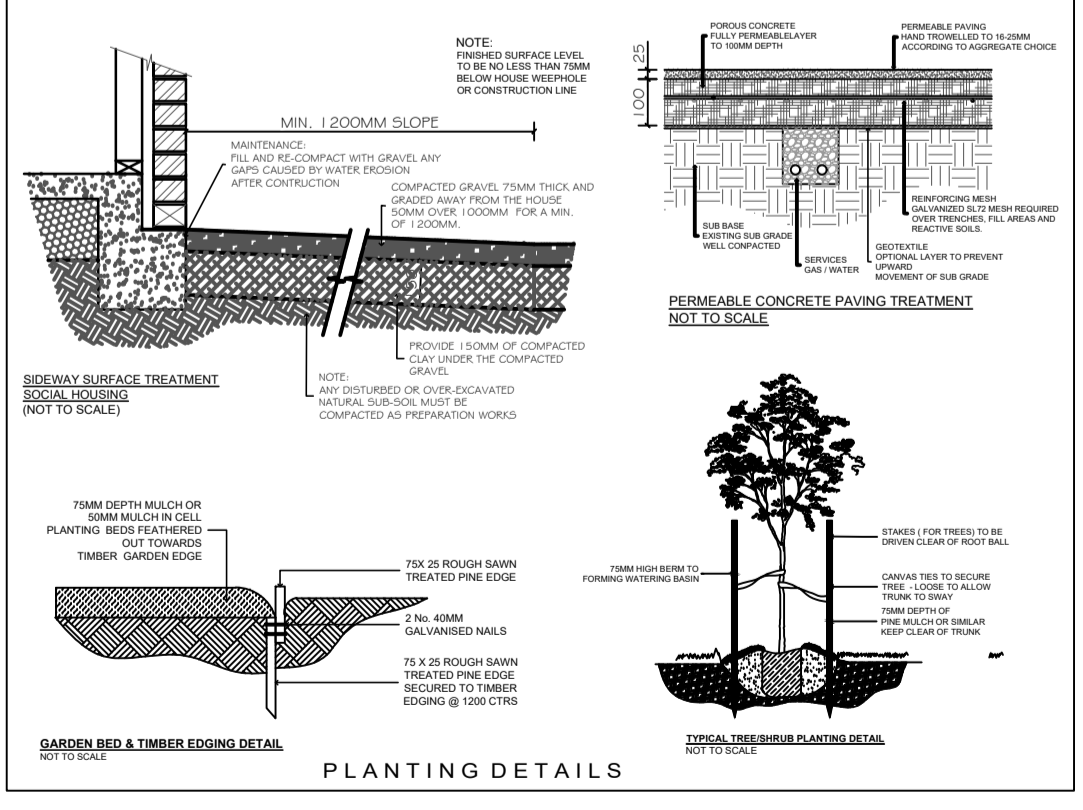 NOTE:
FINISHED SURFACE LEVEL
TO BE NO LESS THAN 75MM
BELOW HOUSE WEEPHOLE
OR CONSTRUCTION LINE
MIN. 1200MM SLOPE
MAINTENANCE:
FILL AND RE-COMPACT WITH GRAVEL ANY
GAPS CAUSED BY WATER EROSION
AFTER CONTRUCTION
COMPACTED GRAVEL 75MM THICK AND
GRADED AWAY FROM THE HOUSE
50MM OVER 1000MM FOR A MIN.
OF 1200MM.
PROVIDE 150MM OF COMPACTED
CLAY UNDER THE COMPACTED
GRAVEL
NOTE:
ANY DISTURBED OR OVER-EXCAVATED
NATURAL SUB-SOIL MUST BE
COMPACTED AS PREPARATION WORKS
SIDEWAY SURFACE TREATMENT
SOCIAL HOUSING
(NOT TO SCALE)
POROUS CONCRETE
FULLY PERMEABLELAYER
TO 100MM DEPTH
PERMEABLE PAVING
HAND TROWELLED TO 16-25MM
ACCORDING TO AGGREGATE CHOICE
25
100
SUB BASE
EXISTING SUB GRADE
WELL CONPACTED
SERVICES
GAS / WATER
GEOTEXTILE
OPTIONAL LAYER TO PREVENT
UPWARD
MOVEMENT OF SUB GRADE
REINFORCING MESH
GALVANIZED SL72 MESH REQUIRED
OVER TRENCHES, FILL AREAS AND
REACTIVE SOILS.
PERMEABLE CONCRETE PAVING TREATMENT
NOT TO SCALE
75MM DEPTH MULCH OR
50MM MULCH IN CELL
PLANTING BEDS FEATHERED
OUT TOWARDS
TIMBER GARDEN EDGE
75X 25 ROUGH SAWN
TREATED PINE EDGE
2 No. 40MM
GALVANISED NAILS
75 X 25 ROUGH SAWN
TREATED PINE EDGE
SECURED TO TIMBER
EDGING @ 1200 CTRS
GARDEN BED & TIMBER EDGING DETAIL
NOT TO SCALE
75MM HIGH BERM TO
FORMING WATERING BASIN
STAKES ( FOR TREES) TO BE
DRIVEN CLEAR OF ROOT BALL
CANVAS TIES TO SECURE
TREE - LOOSE TO ALLOW
TRUNK TO SWAY
75MM DEPTH OF
PINE MULCH OR SIMILAR
KEEP CLEAR OF TRUNK
TYPICAL TREE/SHRUB PLANTING DETAIL
NOT TO SCALE
PLANTING DETAILS